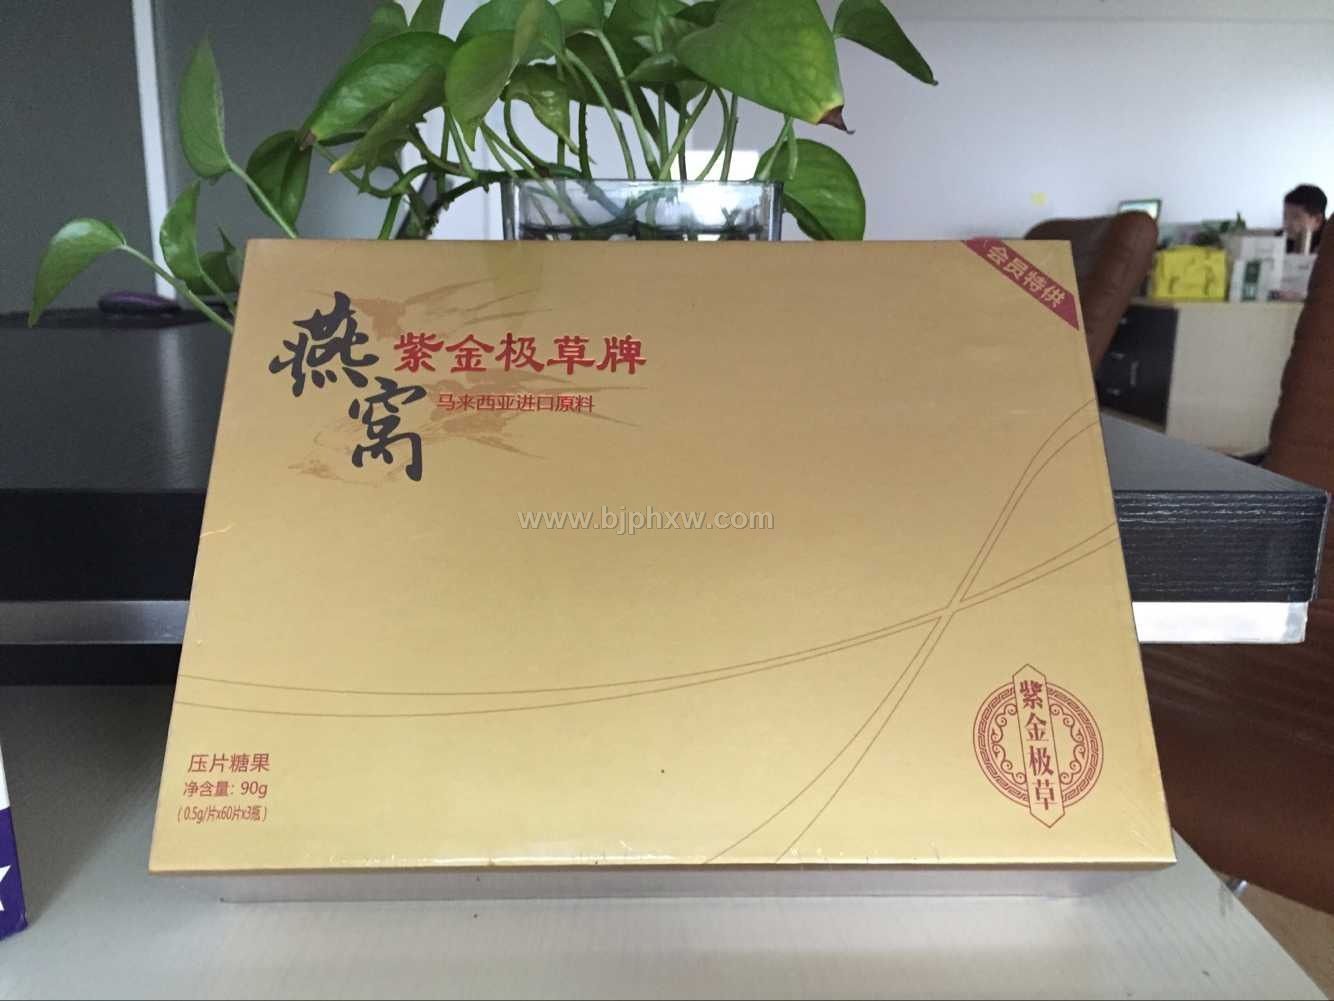 会员特供
燕窝
紫金极草牌
马来西亚进口原料
www.bjphxw.com
压片糖果
净含量：90g
（0.5g/片x60片x3瓶）
紫金极草